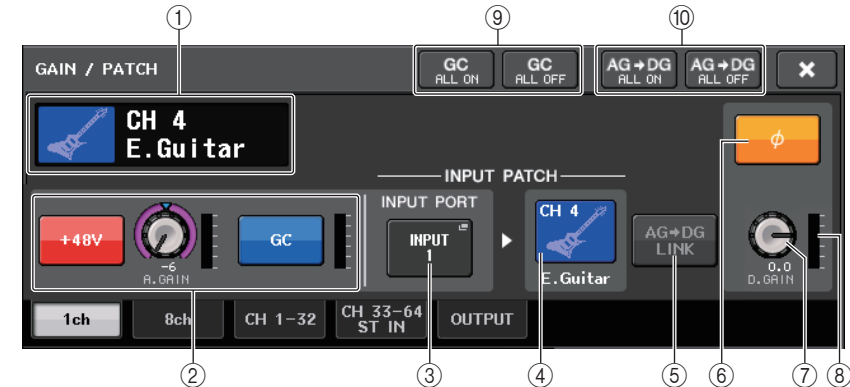 ① ⑨ ⑩
GAIN / PATCH
GC
ALL ON
GC
ALL OFF
AG➔DG
ALL ON
AG➔DG
ALL OFF
×
CH 4
E.Guitar
ϕ
INPUT PATCH
INPUT PORT
+48V
-6
A.GAIN
GC
INPUT
1
CH 4
E.Guitar
AG➔DG
LINK
0.0
D.GAIN
⑥
1ch
8ch
CH 1-32
CH 33-64
ST IN
OUTPUT
② ③ ④ ⑤ ⑥ ⑦ ⑧